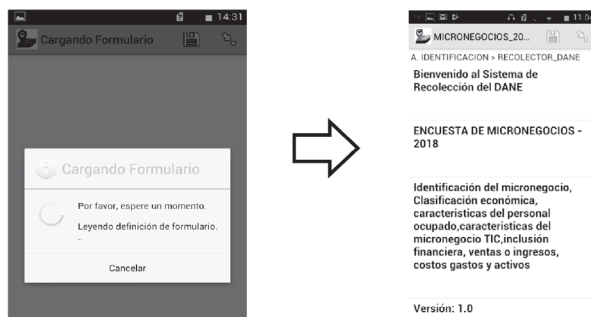 14:31
Cargando Formulario
Cargando Formulario
Por favor, espere un momento.
Leyendo definición de formulario.
..
Cancelar
11:04
MICRONEGOCIOS_20...
A. IDENTIFICACION > RECOLECTOR_DANE
Bienvenido al Sistema de
Recolección del DANE
ENCUESTA DE MICRONEGOCIOS -
2018
Identificación del micronegocio,
Clasificación económica,
caracteristicas del personal
ocupado,caracteristicas del
micronegocio TIC,inclusión
financiera, ventas o ingresos,
costos gastos y activos
Versión: 1.0